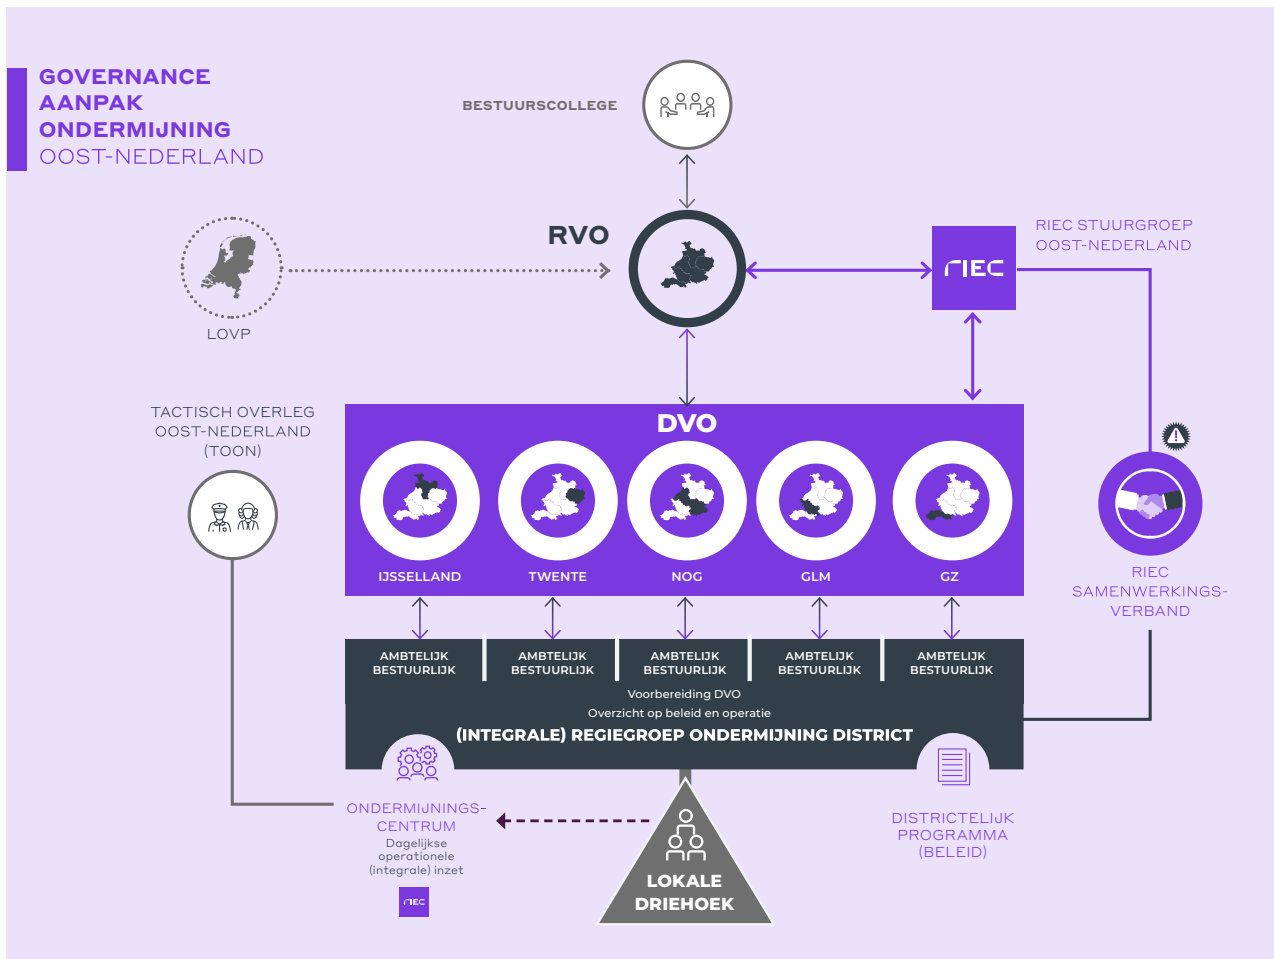 GOVERNANCE
AANPAK
ONDERMIJNING
OOST-NEDERLAND
BESTUURSCOLLEGE
RVO
RIEC STUURGROEP
OOST-NEDERLAND
riec
LOVP
TACTISCH OVERLEG
OOST-NEDERLAND
(TOON)
DVO
IJSSELLAND
TWENTE
NOG
GLM
GZ
RIEC
SAMENWERKINGS-
VERBAND
AMBTELIJK
BESTUURLIJK
AMBTELIJK
BESTUURLIJK
AMBTELIJK
BESTUURLIJK
AMBTELIJK
BESTUURLIJK
AMBTELIJK
BESTUURLIJK
Voorbereiding DVO
Overzicht op beleid en operatie
(INTEGRALE) REGIEGROEP ONDERMIJNING DISTRICT
ONDERMIJNINGS-
CENTRUM
Dagelijkse
operationele
(integrale) inzet
riec
LOKALE
DRIEHOEK
DISTRICTELIJK
PROGRAMMA
(BELEID)